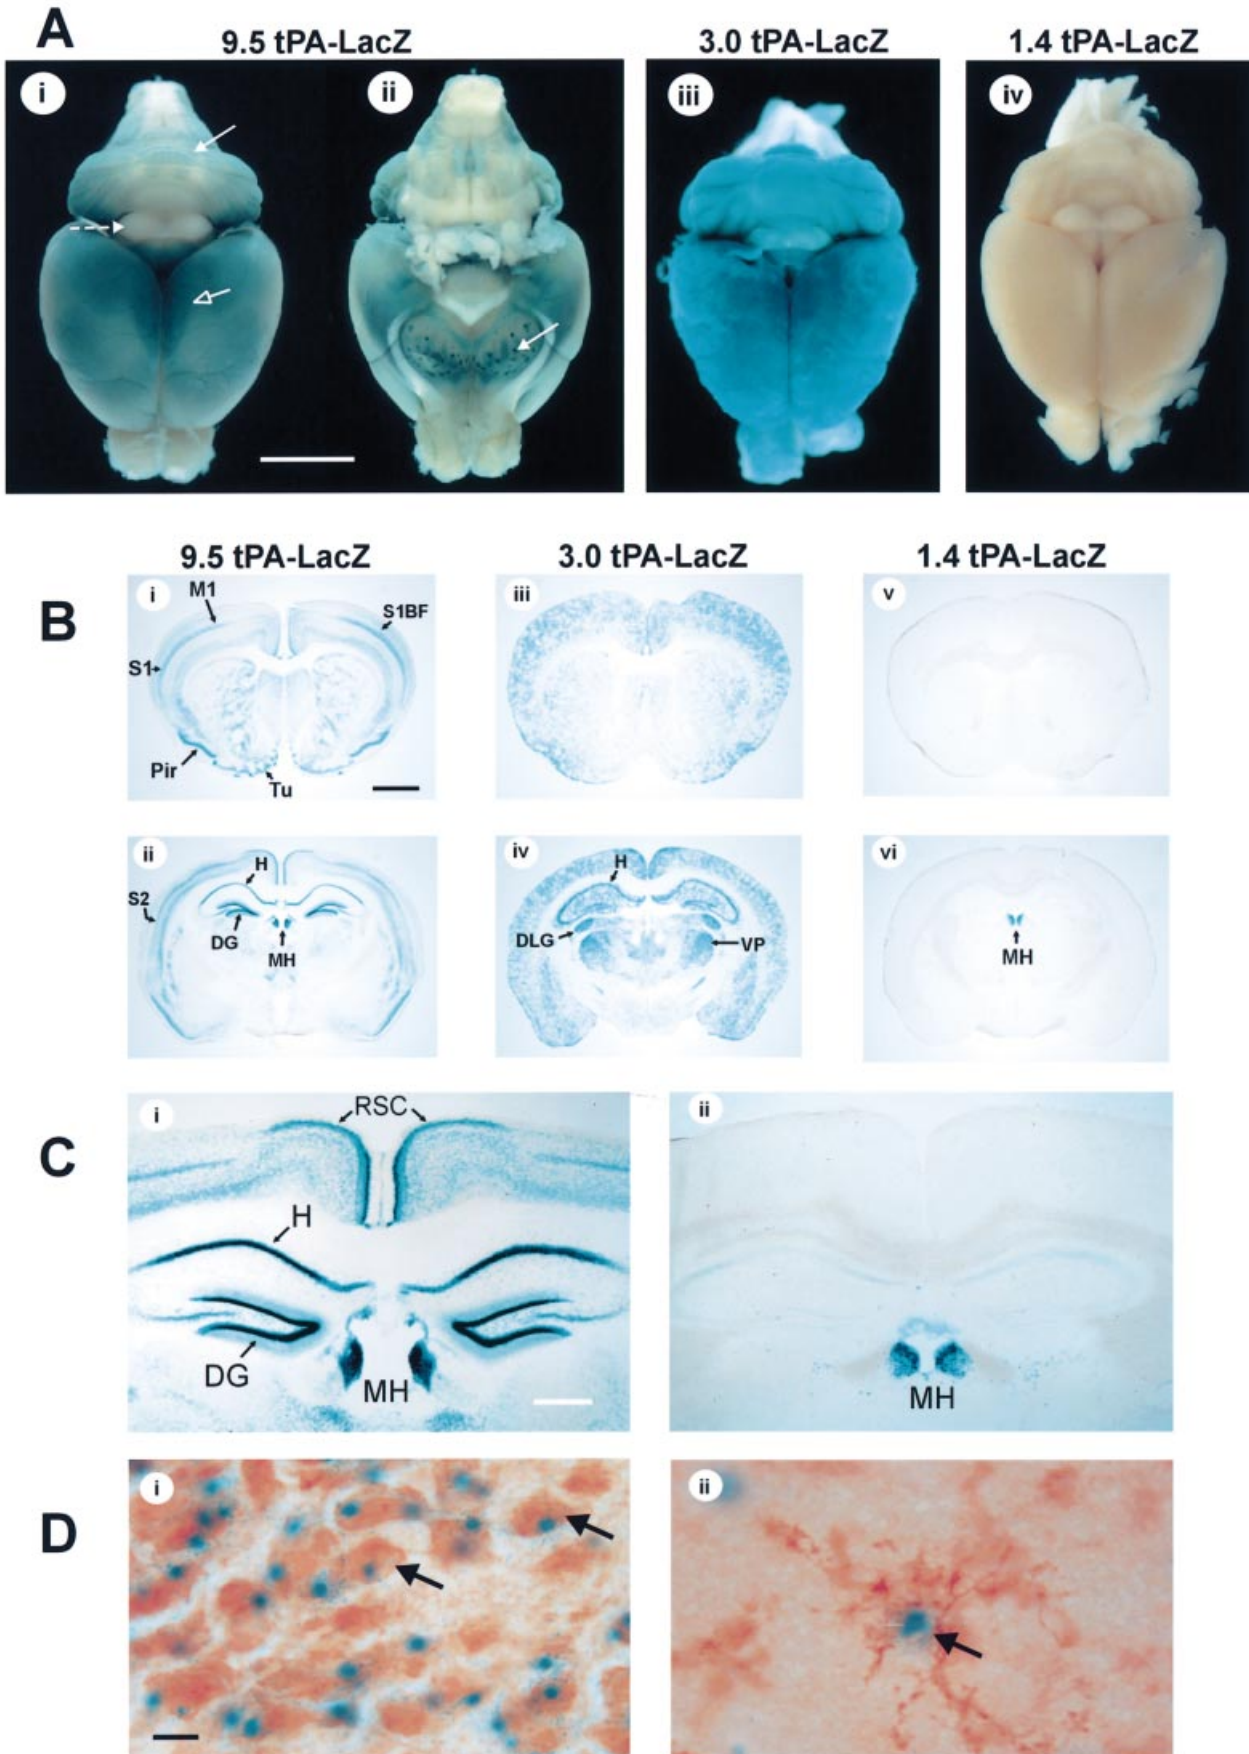 A
9.5 tPA-LacZ
3.0 tPA-LacZ
1.4 tPA-LacZ
i
ii
iii
iv
9.5 tPA-LacZ
3.0 tPA-LacZ
1.4 tPA-LacZ
B
i
M1
S1BF
S1
Pir
Tu
iii
v
ii
H
S2
DG
MH
iv
H
DLG
VP
vi
MH
C
i
RSC
H
DG
MH
ii
MH
D
i
ii